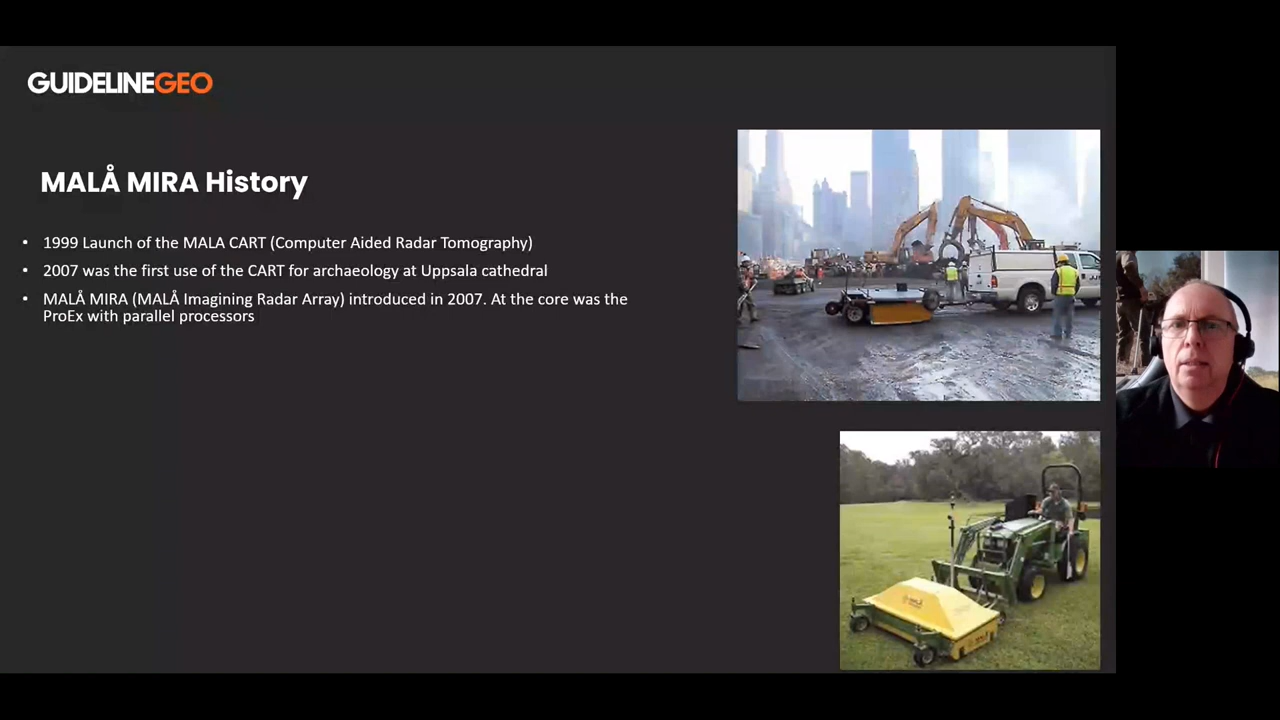 GUIDELINEGEO
MALÅ MIRA History
• 1999 Launch of the MALA CART (Computer Aided Radar Tomography)
• 2007 was the first use of the CART for archaeology at Uppsala cathedral
• MALÅ MIRA (MALÅ Imagining Radar Array) introduced in 2007. At the core was the
ProEx with parallel processors